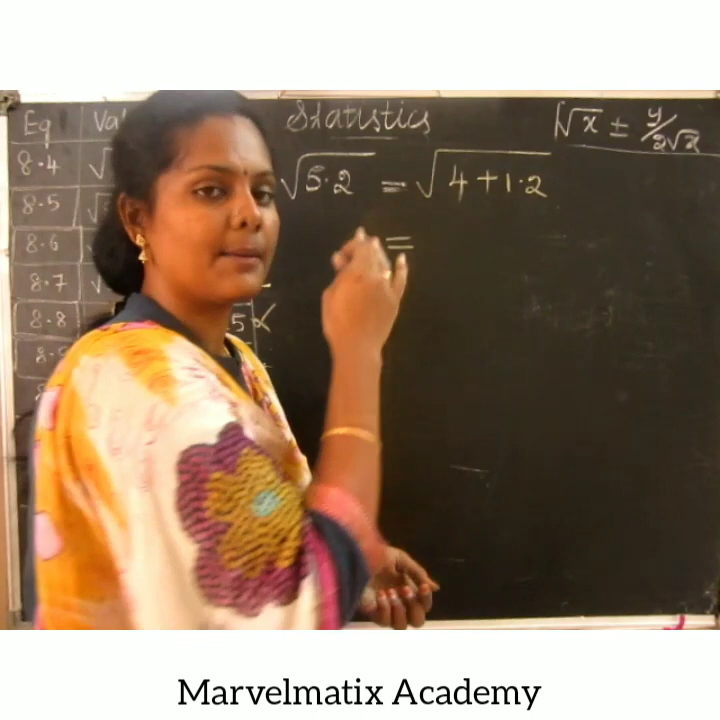 Statistics
√x ± y/2√x
Eq
8.4 √
√5.2 = √4+1.2
8.5 √
8.6
=
8.7 √
8.8 5
Marvelmatix Academy